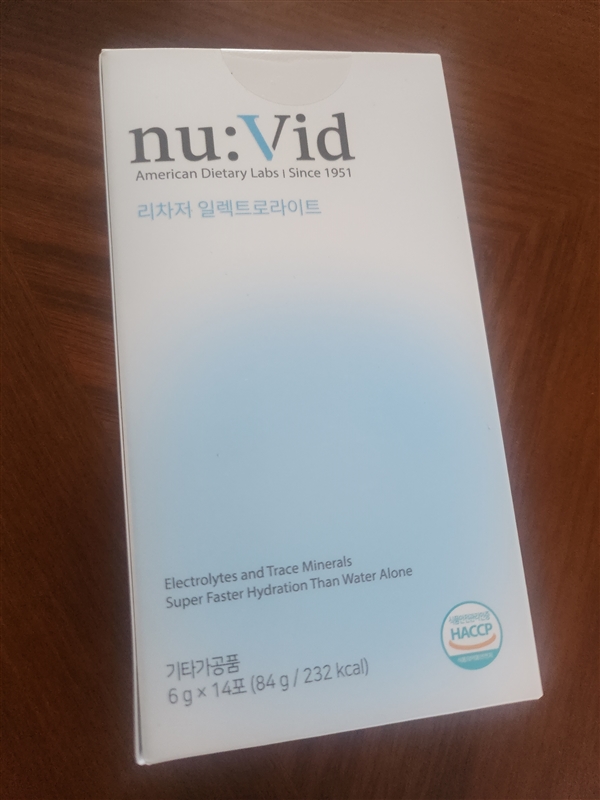 nu:Vid
American Dietary Labs | Since 1951
리차저 일렉트로라이트
Electrolytes and Trace Minerals
Super Faster Hydration Than Water Alone
기타가공품
6 g × 14포 (84 g / 232 kcal)
HACCP